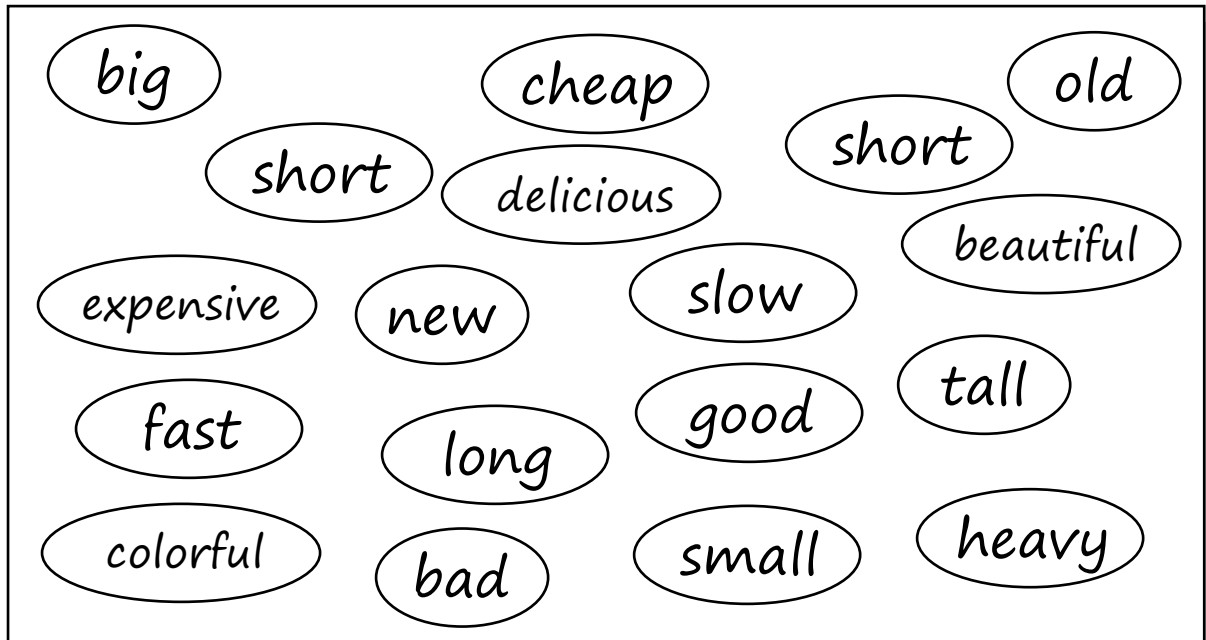 big
cheap
old
short
short
delicious
beautiful
expensive
new
slow
tall
fast
long
good
colorful
bad
small
heavy